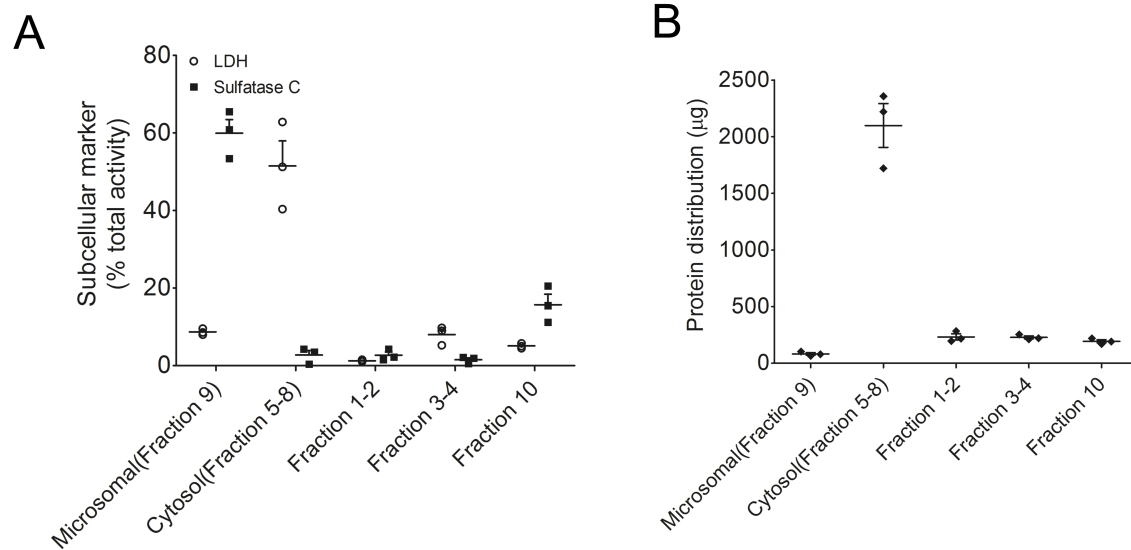 A
Subcellular marker
(% total activity)
80
60
40
20
0
LDH
Sulfatase C
Microsomal(Fraction 9)
Cytosol(Fraction 5-8)
Fraction 1-2
Fraction 3-4
Fraction 10
B
Protein distribution (μg)
2500
2000
1500
1000
500
0
Microsomal(Fraction 9)
Cytosol(Fraction 5-8)
Fraction 1-2
Fraction 3-4
Fraction 10